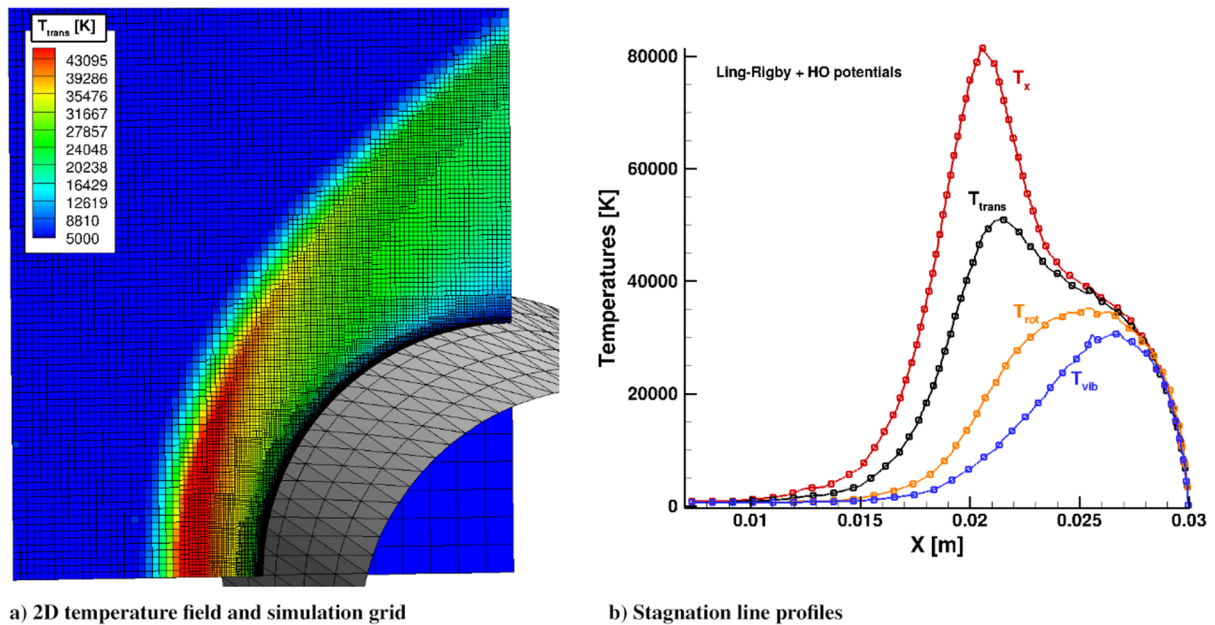 T_trans [K]
43095
39286
35476
31667
27857
24048
20238
16429
12619
8810
5000
a) 2D temperature field and simulation grid
80000
60000
40000
20000
0
Temperatures [K]
Ling-Rigby + HO potentials
T_x
T_trans
T_rot
T_vib
0.01
0.015
0.02
0.025
0.03
X [m]
b) Stagnation line profiles